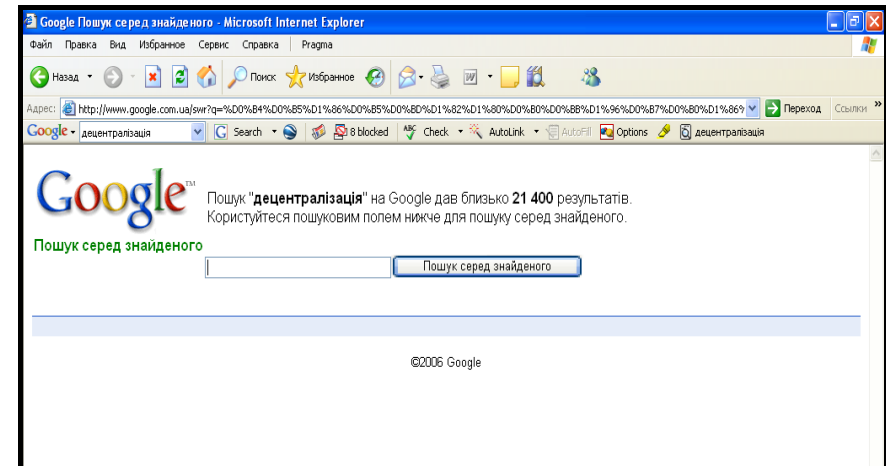 Google Пошук серед знайденого - Microsoft Internet Explorer
Файл Правка Вид Избранное Сервис Справка Pragma
Назад Поиск Избранное
Адрес: http://www.google.com.ua/swr?q=%D0%B4%D0%B5%D1%86%D0%B5%D0%BD%D1%82%D1%80%D0%B0%D0%BB%D1%96%D0%B7%D0%B0%D1%869 Переход Ссылки »
Google децентралізація Search 8 blocked Check AutoLink AutoFill Options децентралізація
Google™ Пошук "децентралізація" на Google дав близько 21 400 результатів.
Користуйтеся пошуковим полем нижче для пошуку серед знайденого.
Пошук серед знайденого
Пошук серед знайденого
©2006 Google